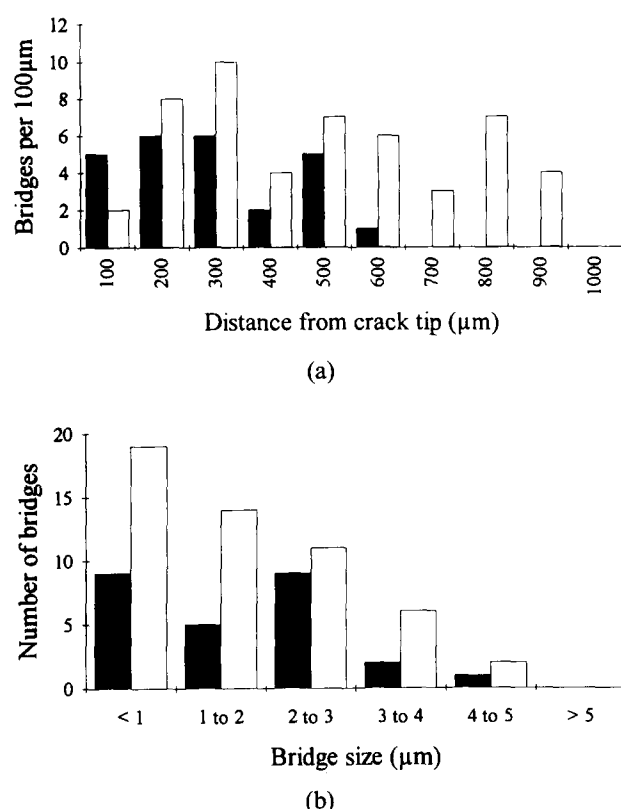 12
10
8
6
4
2
0
Bridges per 100µm
100 200 300 400 500 600 700 800 900 1000
Distance from crack tip (µm)
(a)
20
15
10
5
0
Number of bridges
< 1 1 to 2 2 to 3 3 to 4 4 to 5 > 5
Bridge size (µm)
(b)